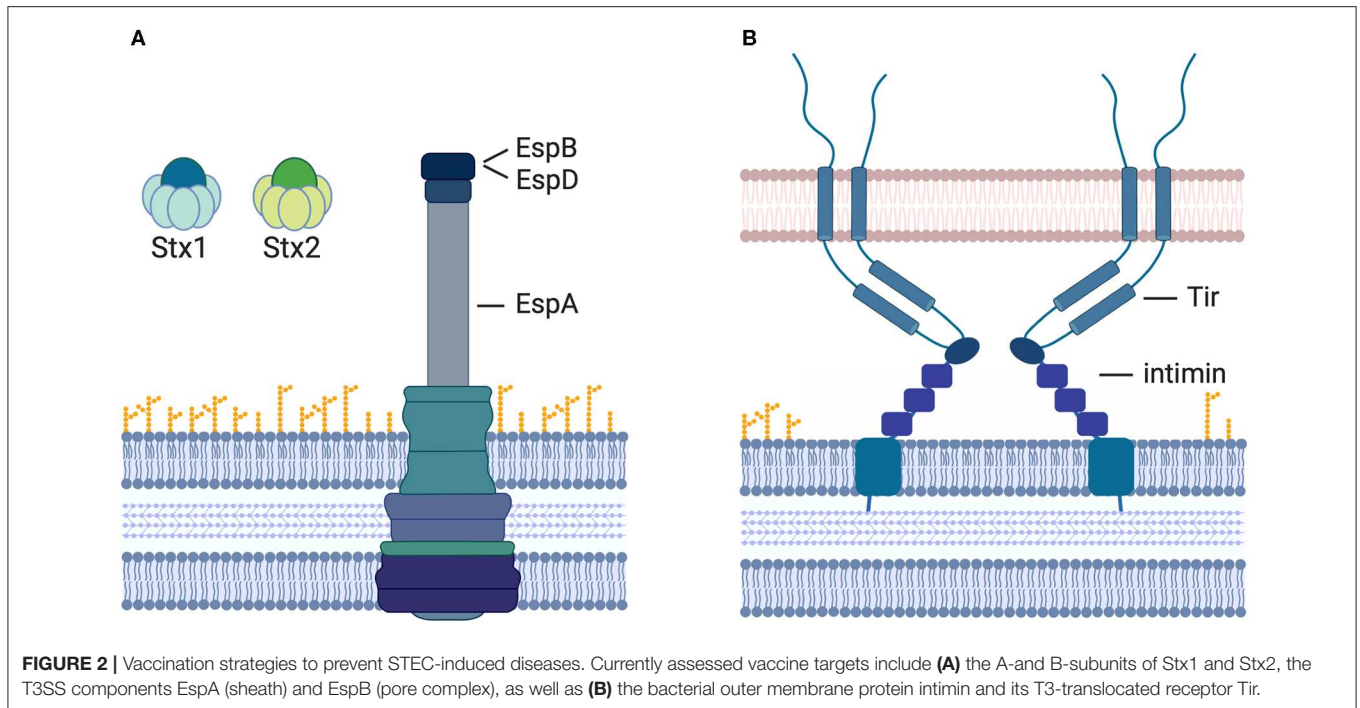 A
B
EspB
EspD
Stx1
Stx2
EspA
Tir
intimin
FIGURE 2 | Vaccination strategies to prevent STEC-induced diseases. Currently assessed vaccine targets include (A) the A-and B-subunits of Stx1 and Stx2, the
T3SS components EspA (sheath) and EspB (pore complex), as well as (B) the bacterial outer membrane protein intimin and its T3-translocated receptor Tir.